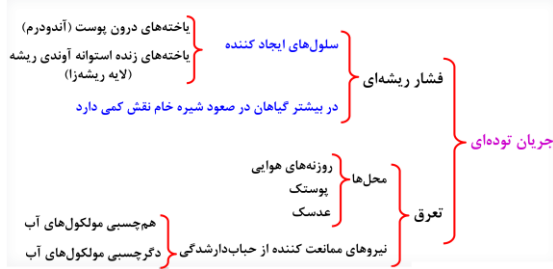 جریان توده‌ای
فشار ریشه‌ای
سلول‌های ایجاد کننده
یاخته‌های درون پوست (آندودرم)
یاخته‌های زنده استوانه آوندی ریشه
(لایه ریشه‌زا)
در بیشتر گیاهان در صعود شیره خام نقش کمی دارد
تعرق
محل‌ها
روزنه‌های هوایی
پوستک
عدسک
نیروهای ممانعت کننده از حباب‌دارشدگی
هم‌چسبی مولکول‌های آب
دگرچسبی مولکول‌های آب